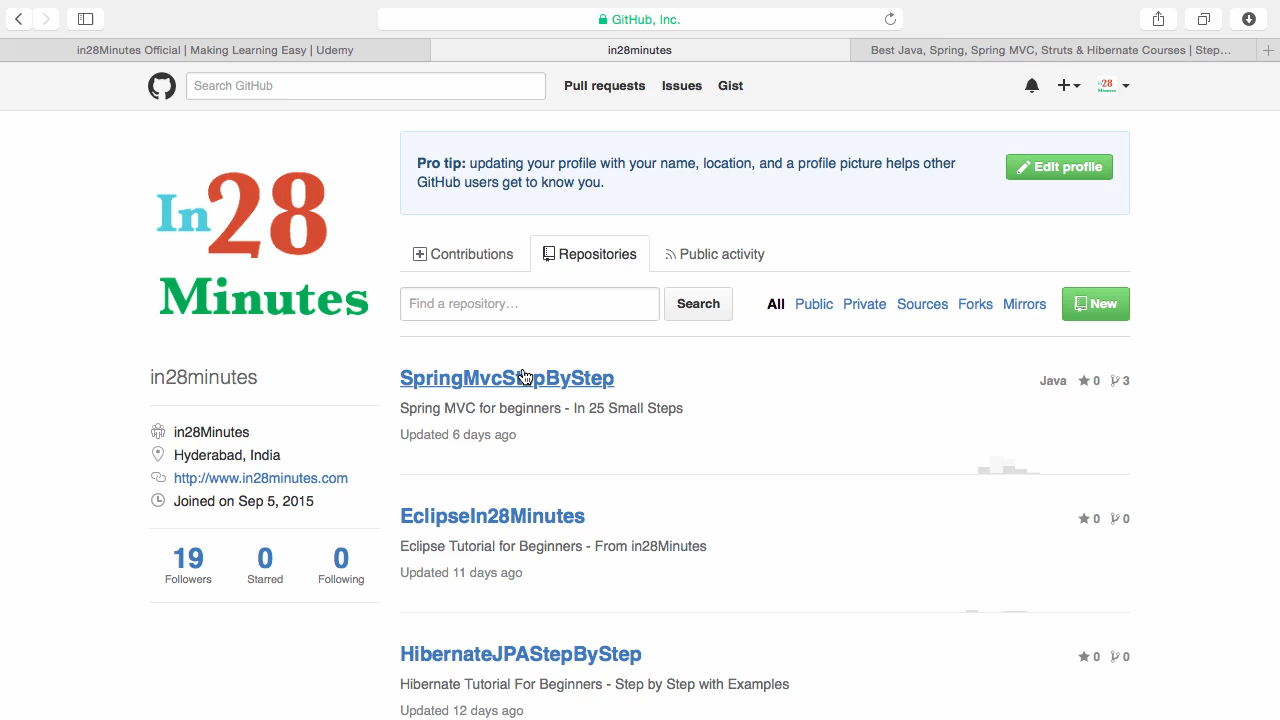 GitHub, Inc.
in28Minutes Official | Making Learning Easy | Udemy
in28minutes
Best Java, Spring, Spring MVC, Struts & Hibernate Courses | Step...
Search GitHub
Pull requests
Issues
Gist
In28
Minutes
Pro tip: updating your profile with your name, location, and a profile picture helps other
GitHub users get to know you.
Edit profile
In28
Minutes
Contributions
Repositories
Public activity
Find a repository...
Search
All
Public
Private
Sources
Forks
Mirrors
New
in28minutes
in28Minutes
Hyderabad, India
http://www.in28minutes.com
Joined on Sep 5, 2015
19
0
0
Followers
Starred
Following
SpringMvcStepByStep
Java
0
3
Spring MVC for beginners - In 25 Small Steps
Updated 6 days ago
EclipseIn28Minutes
0
0
Eclipse Tutorial for Beginners - From in28Minutes
Updated 11 days ago
HibernateJPAStepByStep
0
0
Hibernate Tutorial For Beginners - Step by Step with Examples
Updated 12 days ago